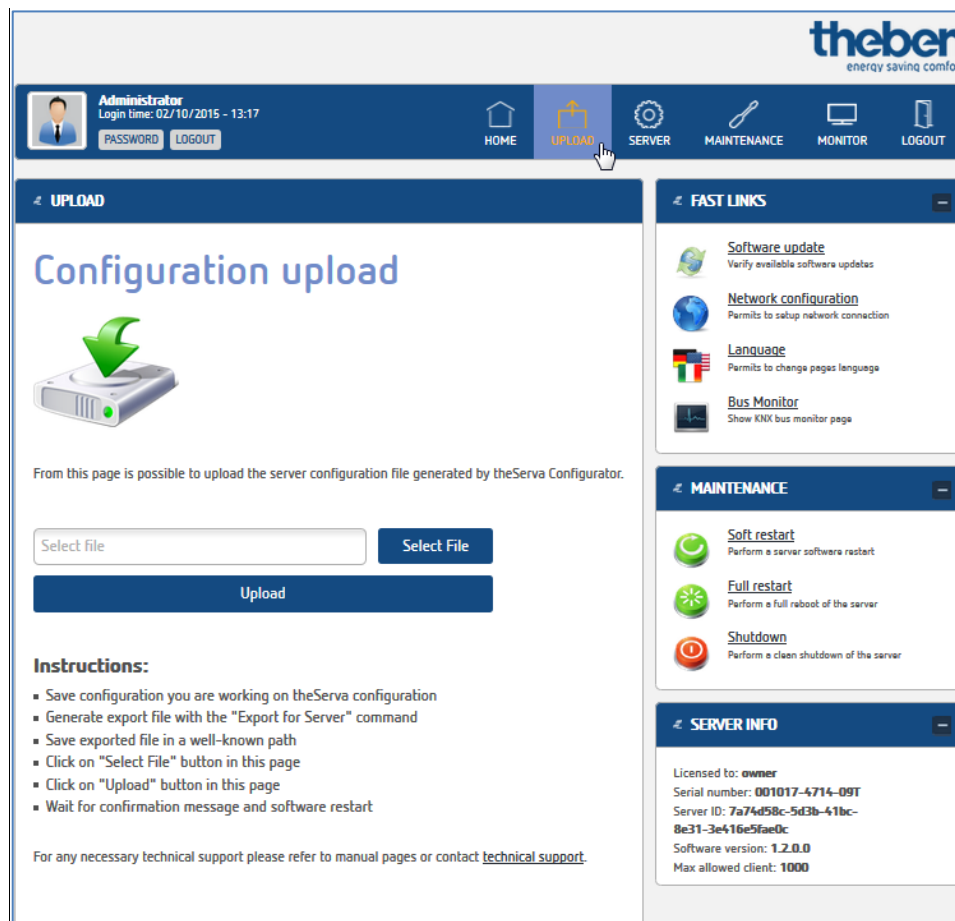 theben
energy saving comfo
Administrator
Login time: 02/10/2015 - 13:17
PASSWORD LOGOUT
HOME UPLOAD SERVER MAINTENANCE MONITOR LOGOUT
UPLOAD
Configuration upload
From this page is possible to upload the server configuration file generated by theServa Configurator.
Select file Select File
Upload
Instructions:
Save configuration you are working on theServa configuration
Generate export file with the "Export for Server" command
Save exported file in a well-known path
Click on "Select File" button in this page
Click on "Upload" button in this page
Wait for confirmation message and software restart
For any necessary technical support please refer to manual pages or contact technical support.
FAST LINKS
Software update
Verify available software updates
Network configuration
Permits to setup network connection
Language
Permits to change pages language
Bus Monitor
Show KNX bus monitor page
MAINTENANCE
Soft restart
Perform a server software restart
Full restart
Perform a full reboot of the server
Shutdown
Perform a clean shutdown of the server
SERVER INFO
Licensed to: owner
Serial number: 001017-4714-09T
Server ID: 7a74d58c-5d3b-41bc-
8e31-3e416e5fae0c
Software version: 1.2.0.0
Max allowed client: 1000